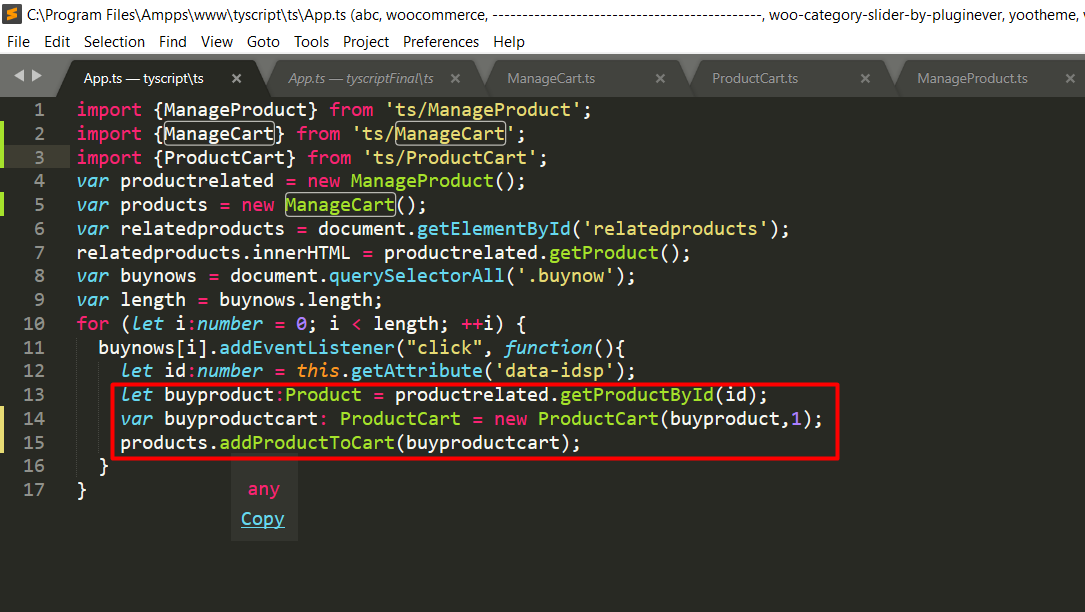 C:\Program Files\Ampps\www\tyscript\ts\App.ts (abc, woocommerce, ---------------------------------------------, woo-category-slider-by-pluginever, yootheme,
File Edit Selection Find View Goto Tools Project Preferences Help
App.ts — tyscript\ts × App.ts — tyscriptFinal\ts × ManageCart.ts × ProductCart.ts × ManageProduct.ts ×
1 import {ManageProduct} from 'ts/ManageProduct';
2 import {ManageCart} from 'ts/ManageCart';
3 import {ProductCart} from 'ts/ProductCart';
4 var productrelated = new ManageProduct();
5 var products = new ManageCart();
6 var relatedproducts = document.getElementById('relatedproducts');
7 relatedproducts.innerHTML = productrelated.getProduct();
8 var buynows = document.querySelectorAll('.buynow');
9 var length = buynows.length;
10 for (let i:number = 0; i < length; ++i) {
11 buynows[i].addEventListener("click", function(){
12 let id:number = this.getAttribute('data-idsp');
13 let buyproduct:Product = productrelated.getProductById(id);
14 var buyproductcart: ProductCart = new ProductCart(buyproduct,1);
15 products.addProductToCart(buyproductcart);
16 }
17 }
any
Copy